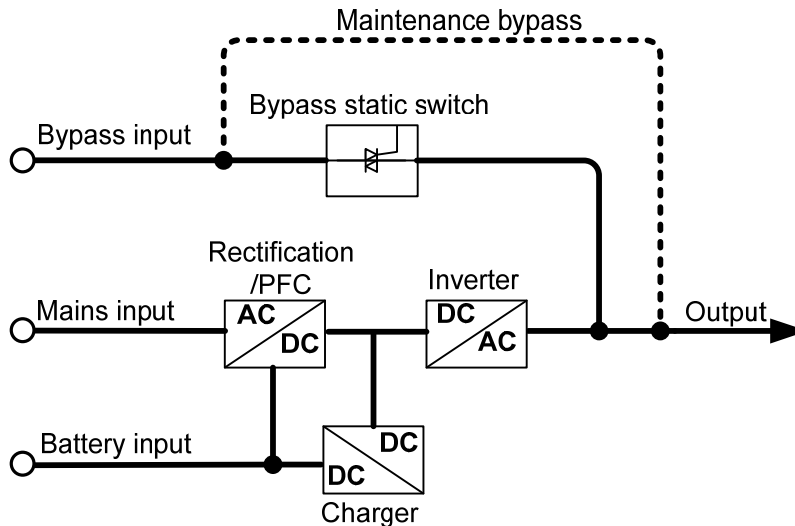 Maintenance bypass
Bypass static switch
Bypass input
Rectification
/PFC
Inverter
Mains input
AC
DC
DC
AC
Output
Battery input
DC
DC
Charger